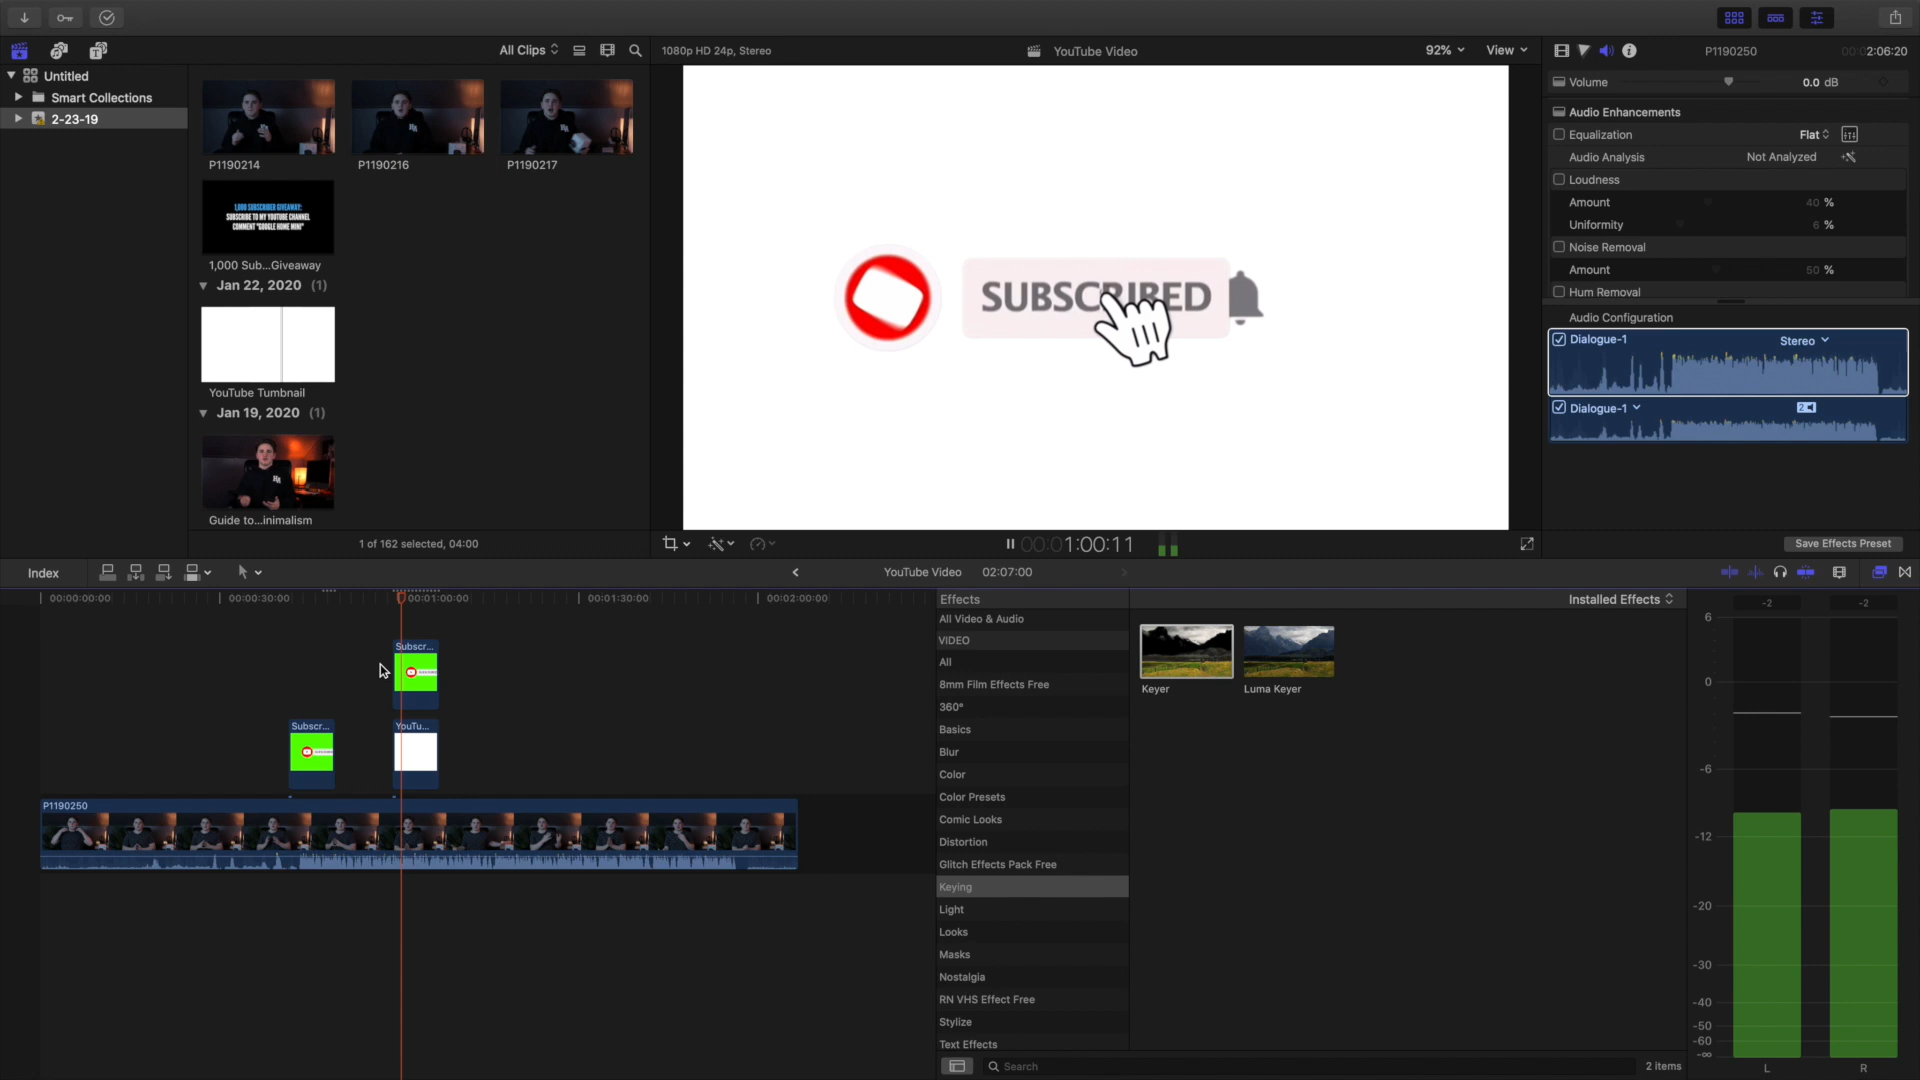 All Clips
1080p HD 24p, Stereo
YouTube Video
92%
View
P1190250
00:02:06:20
Untitled
Smart Collections
2-23-19
P1190214
P1190216
P1190217
1,000 SUBSCRIBER GIVEAWAY:
SUBSCRIBE TO MY YOUTUBE CHANNEL
COMMENT "GOOGLE HOME MINI"
1,000 Sub...Giveaway
Jan 22, 2020 (1)
YouTube Tumbnail
Jan 19, 2020 (1)
Guide to...inimalism
1 of 162 selected, 04:00
SUBSCRIBED
00:01:00:11
Volume
0.0 dB
Audio Enhancements
Equalization
Flat
Audio Analysis
Not Analyzed
Loudness
Amount
40 %
Uniformity
6 %
Noise Removal
Amount
50 %
Hum Removal
Audio Configuration
Dialogue-1
Stereo
Dialogue-1
2
Save Effects Preset
Index
YouTube Video
02:07:00
00:00:00:00
00:00:30:00
00:01:00:00
00:01:30:00
00:02:00:00
Subscr...
Subscr...
YouTu...
P1190250
Effects
All Video & Audio
VIDEO
All
8mm Film Effects Free
360°
Basics
Blur
Color
Color Presets
Comic Looks
Distortion
Glitch Effects Pack Free
Keying
Light
Looks
Masks
Nostalgia
RN VHS Effect Free
Stylize
Text Effects
Installed Effects
Keyer
Luma Keyer
Search
2 items
-2
-2
6
0
-6
-12
-20
-30
-40
-50
-60
-∞
L
R